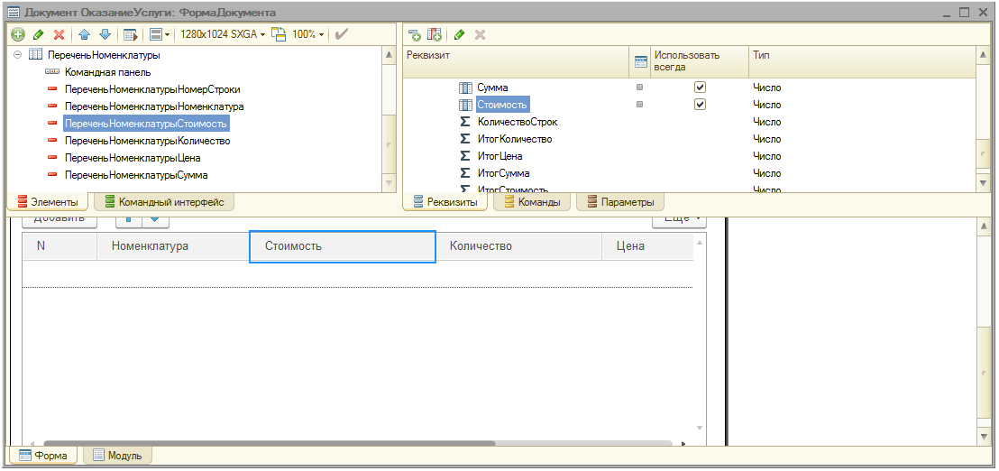 Документ ОказаниеУслуги: ФормаДокумента
1280x1024 SXGA 100%
ПереченьНоменклатуры
Командная панель
ПереченьНоменклатурыНомерСтроки
ПереченьНоменклатурыНоменклатура
ПереченьНоменклатурыСтоимость
ПереченьНоменклатурыКоличество
ПереченьНоменклатурыЦена
ПереченьНоменклатурыСумма
Элементы Командный интерфейс
Реквизит Использовать всегда Тип
Сумма Число
Стоимость Число
КоличествоСтрок Число
ИтогКоличество Число
ИтогЦена Число
ИтогСумма Число
ИтогСтоимость Число
Реквизиты Команды Параметры
Добавить Еще
N Номенклатура Стоимость Количество Цена
Форма Модуль